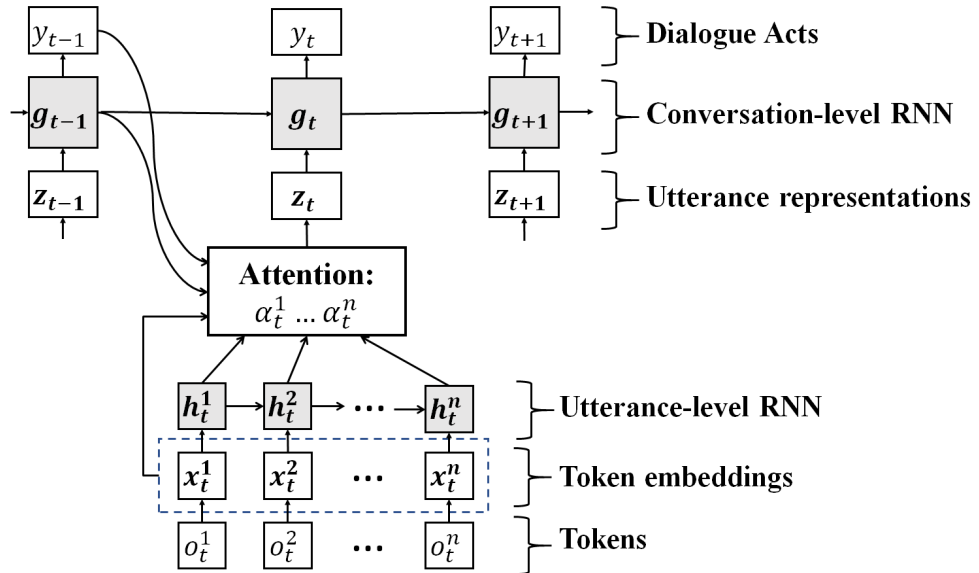 y_{t-1} y_t y_{t+1} Dialogue Acts
g_{t-1} g_t g_{t+1} Conversation-level RNN
z_{t-1} z_t z_{t+1} Utterance representations
Attention:
α_t^1 ... α_t^n
h_t^1 h_t^2 ... h_t^n Utterance-level RNN
x_t^1 x_t^2 ... x_t^n Token embeddings
o_t^1 o_t^2 ... o_t^n Tokens